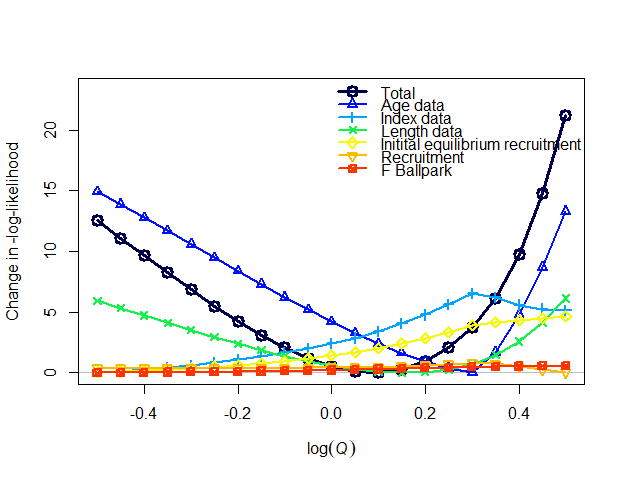 Total
Age data
Index data
Length data
Initital equilibrium recruitment
Recruitment
F Ballpark
Change in -log-likelihood
20
15
10
5
0
-0.4 -0.2 0.0 0.2 0.4
log(Q)